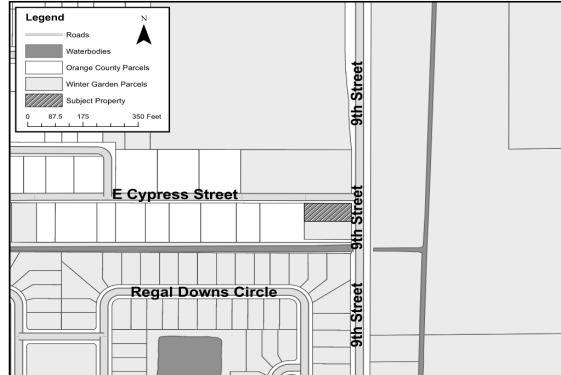 Legend
N
Roads
Waterbodies
Orange County Parcels
Winter Garden Parcels
Subject Property
0 87.5 175 350 Feet
9th Street
E Cypress Street
9th Street
Regal Downs Circle
9th Street